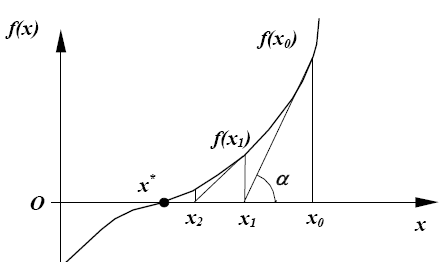 f(x)
f(x₀)
f(x₁)
x*
α
O
x₂
x₁
x₀
x